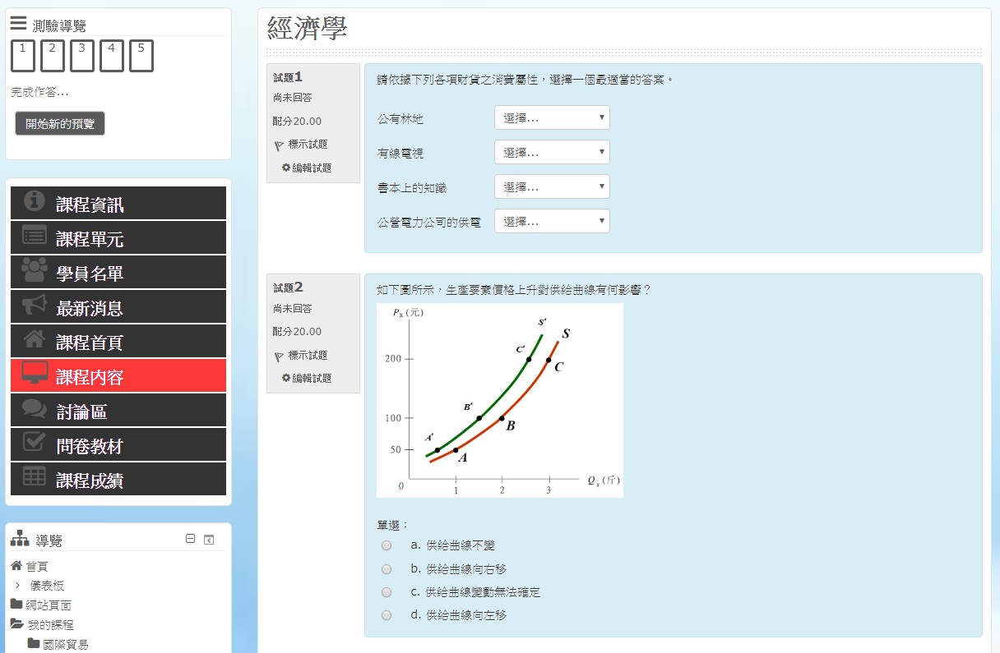 測驗導覽
1 2 3 4 5
完成作答...
開始新的預覽
課程資訊
課程單元
學員名單
最新消息
課程首頁
課程內容
討論區
問卷教材
課程成績
導覽
首頁
儀表板
網站頁面
我的課程
國際貿易
經濟學
試題1
尚未回答
配分20.00
標示試題
編輯試題
請依據下列各項財貨之消費屬性，選擇一個最適當的答案。
公有林地 選擇...
有線電視 選擇...
書本上的知識 選擇...
公營電力公司的供電 選擇...
試題2
尚未回答
配分20.00
標示試題
編輯試題
如下圖所示，生產要素價格上升對供給曲線有何影響？
Px (元)
S'
S
C'
200
C
B'
100
B
A'
50
A
0
1 2 3
Qx (斤)
單選：
a. 供給曲線不變
b. 供給曲線向右移
c. 供給曲線變動無法確定
d. 供給曲線向左移